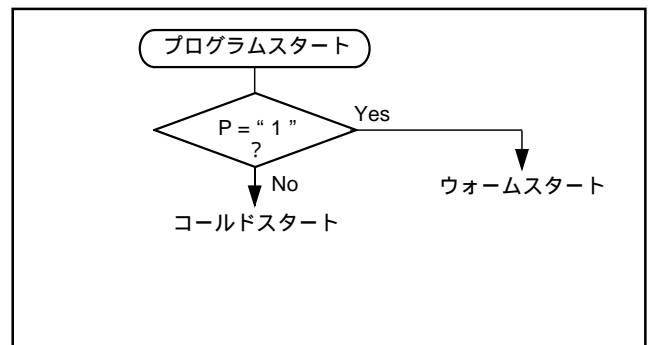 プログラムスタート
P = “ 1 ”
?
Yes
No
ウォームスタート
コールドスタート